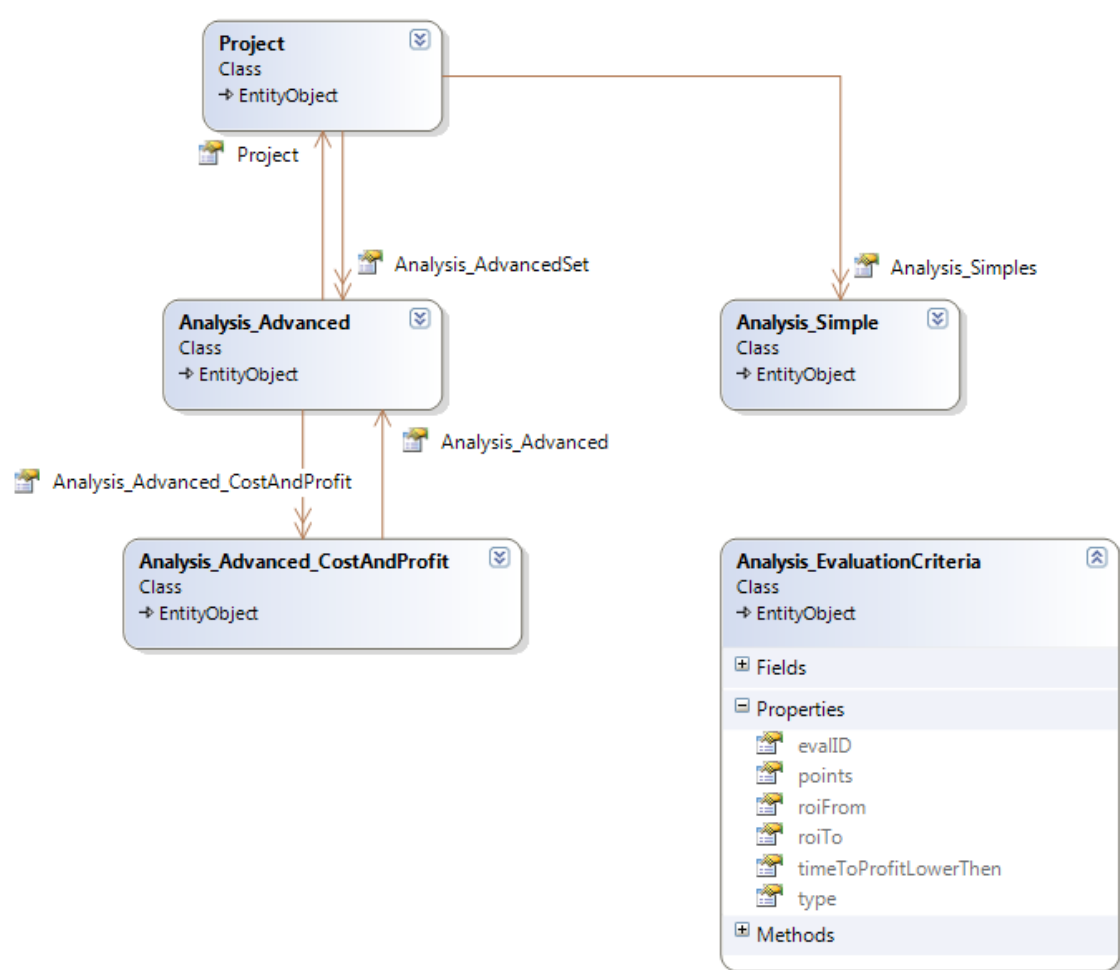 Project
Class
EntityObject
Project
Analysis_AdvancedSet
Analysis_Simples
Analysis_Advanced
Class
EntityObject
Analysis_Simple
Class
EntityObject
Analysis_Advanced
Analysis_Advanced_CostAndProfit
Analysis_Advanced_CostAndProfit
Class
EntityObject
Analysis_EvaluationCriteria
Class
EntityObject
Fields
Properties
evalID
points
roiFrom
roiTo
timeToProfitLowerThen
type
Methods